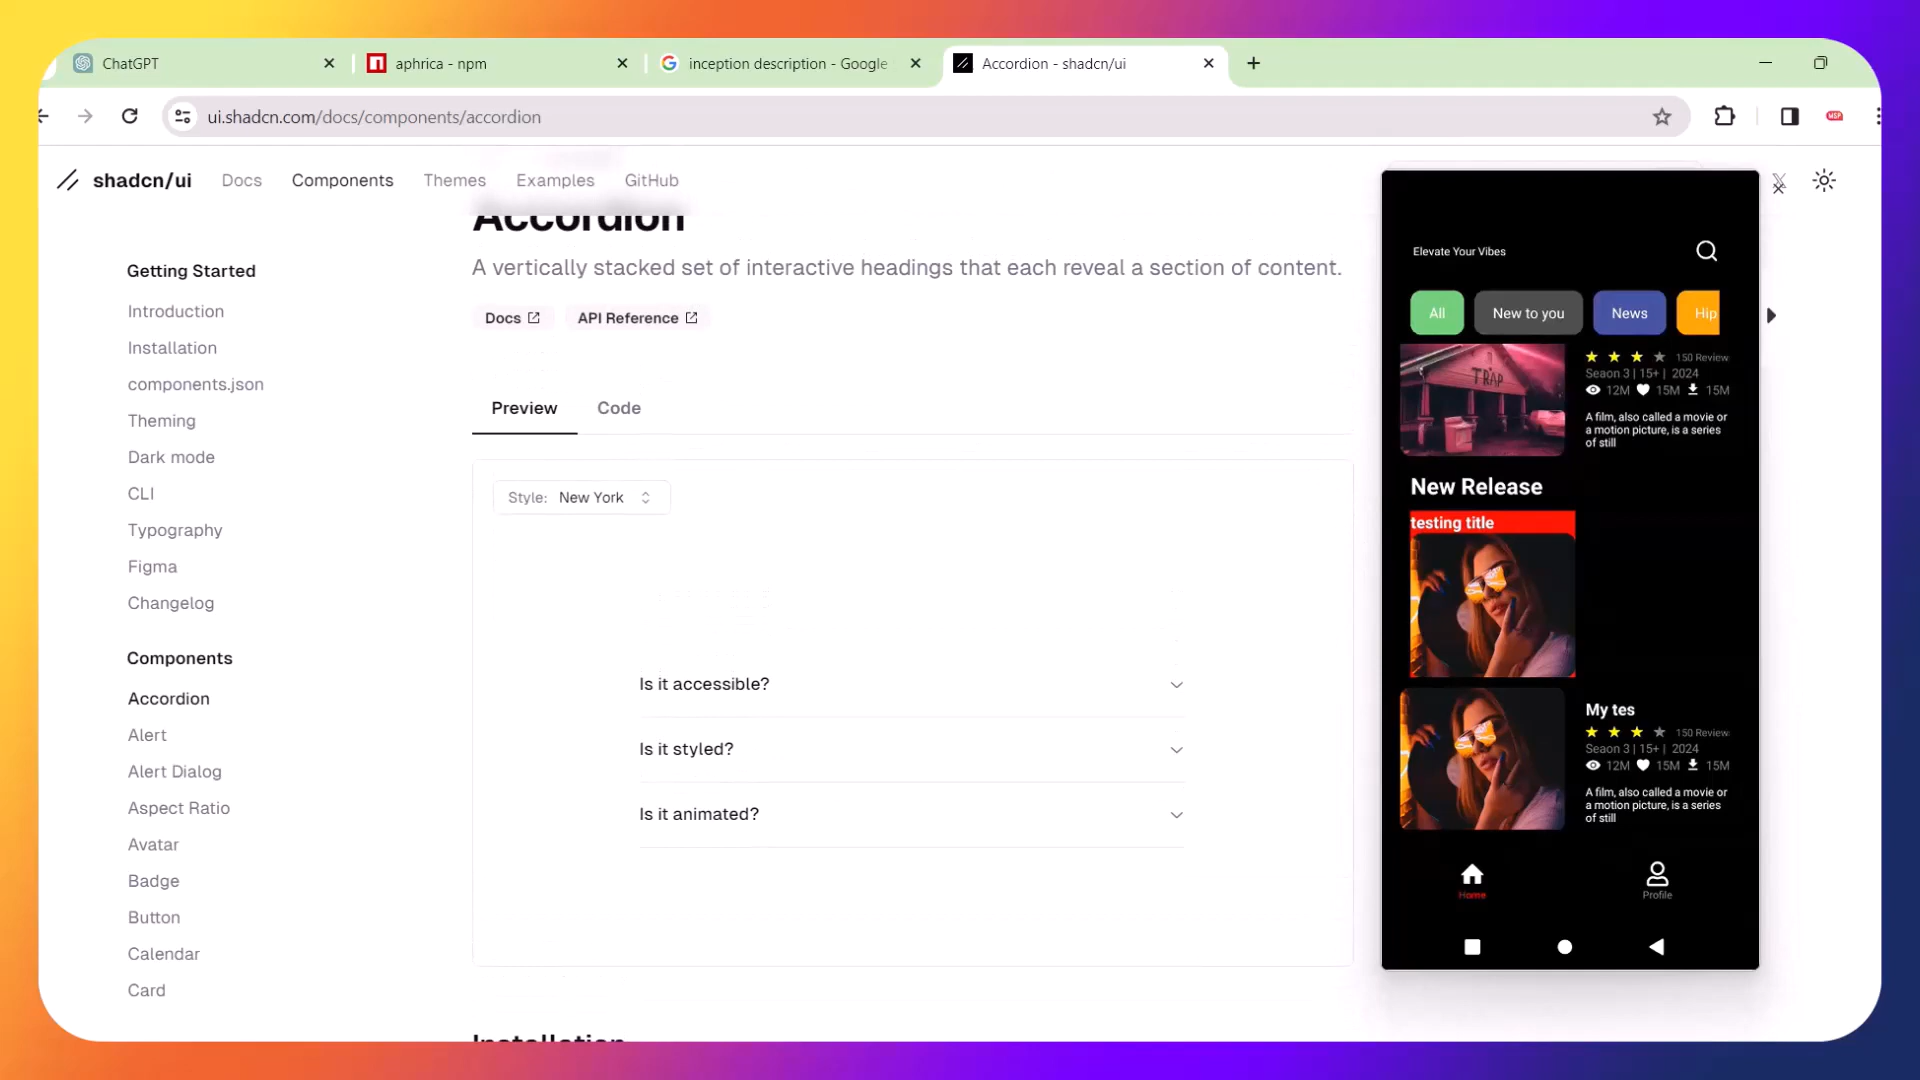 ChatGPT
aphrica - npm
inception description - Google
Accordion - shadcn/ui
ui.shadcn.com/docs/components/accordion
shadcn/ui
Docs
Components
Themes
Examples
GitHub
Getting Started
Introduction
Installation
components.json
Theming
Dark mode
CLI
Typography
Figma
Changelog
Components
Accordion
Alert
Alert Dialog
Aspect Ratio
Avatar
Badge
Button
Calendar
Card
Accordion
A vertically stacked set of interactive headings that each reveal a section of content.
Docs
API Reference
Preview
Code
Style: New York
Is it accessible?
Is it styled?
Is it animated?
Installation
Elevate Your Vibes
All
New to you
News
Hip
TRAP
150 Review
Seaon 3 | 15+ | 2024
12M 15M 15M
A film, also called a movie or
a motion picture, is a series
of still
New Release
testing title
My tes
150 Review
Seaon 3 | 15+ | 2024
12M 15M 15M
A film, also called a movie or
a motion picture, is a series
of still
Home
Profile